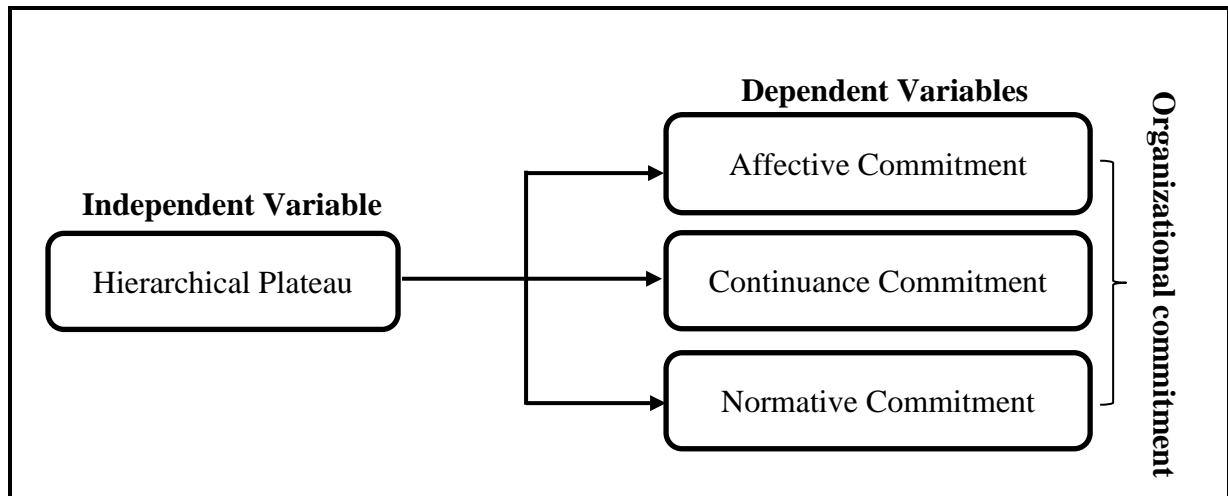 Independent Variable
Hierarchical Plateau
Dependent Variables
Affective Commitment
Continuance Commitment
Normative Commitment
Organizational commitment